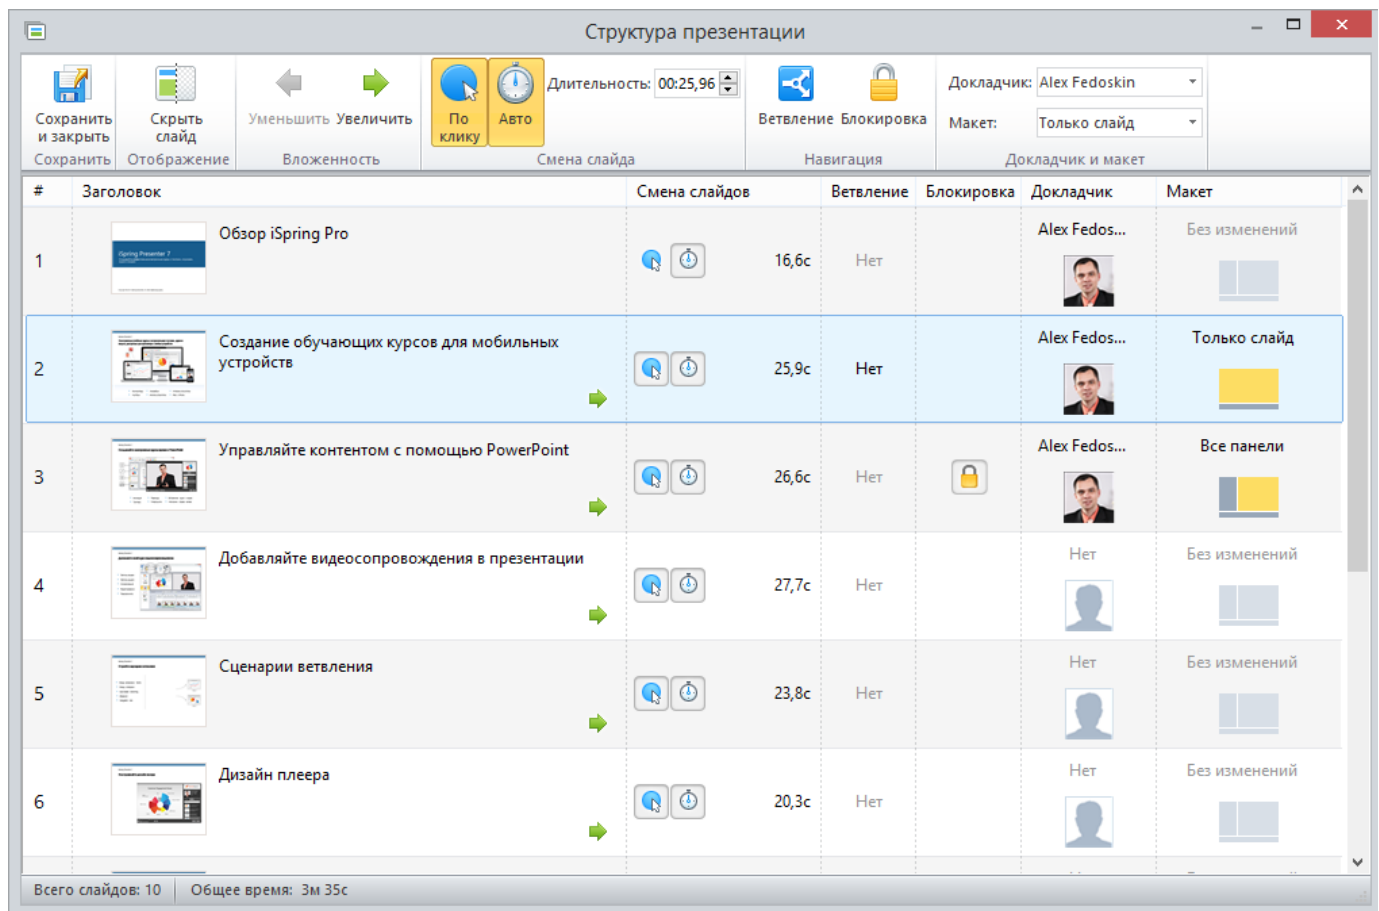 Структура презентации
Сохранить и закрыть
Скрыть слайд
Уменьшить Увеличить
По клику
Авто
Длительность: 00:25,96
Ветвление Блокировка
Докладчик: Alex Fedoskin
Макет: Только слайд
Сохранить
Отображение
Вложенность
Смена слайда
Навигация
Докладчик и макет
# Заголовок Смена слайдов Ветвление Блокировка Докладчик Макет
1 Обзор iSpring Pro 16,6с Нет Alex Fedos... Без изменений
iSpring Presenter 7
2 Создание обучающих курсов для мобильных
устройств 25,9с Нет Alex Fedos... Только слайд
3 Управляйте контентом с помощью PowerPoint 26,6с Нет Alex Fedos... Все панели
4 Добавляйте видеосопровождения в презентации 27,7с Нет Нет Без изменений
5 Сценарии ветвления 23,8с Нет Нет Без изменений
6 Дизайн плеера 20,3с Нет Нет Без изменений
Всего слайдов: 10 Общее время: 3м 35с